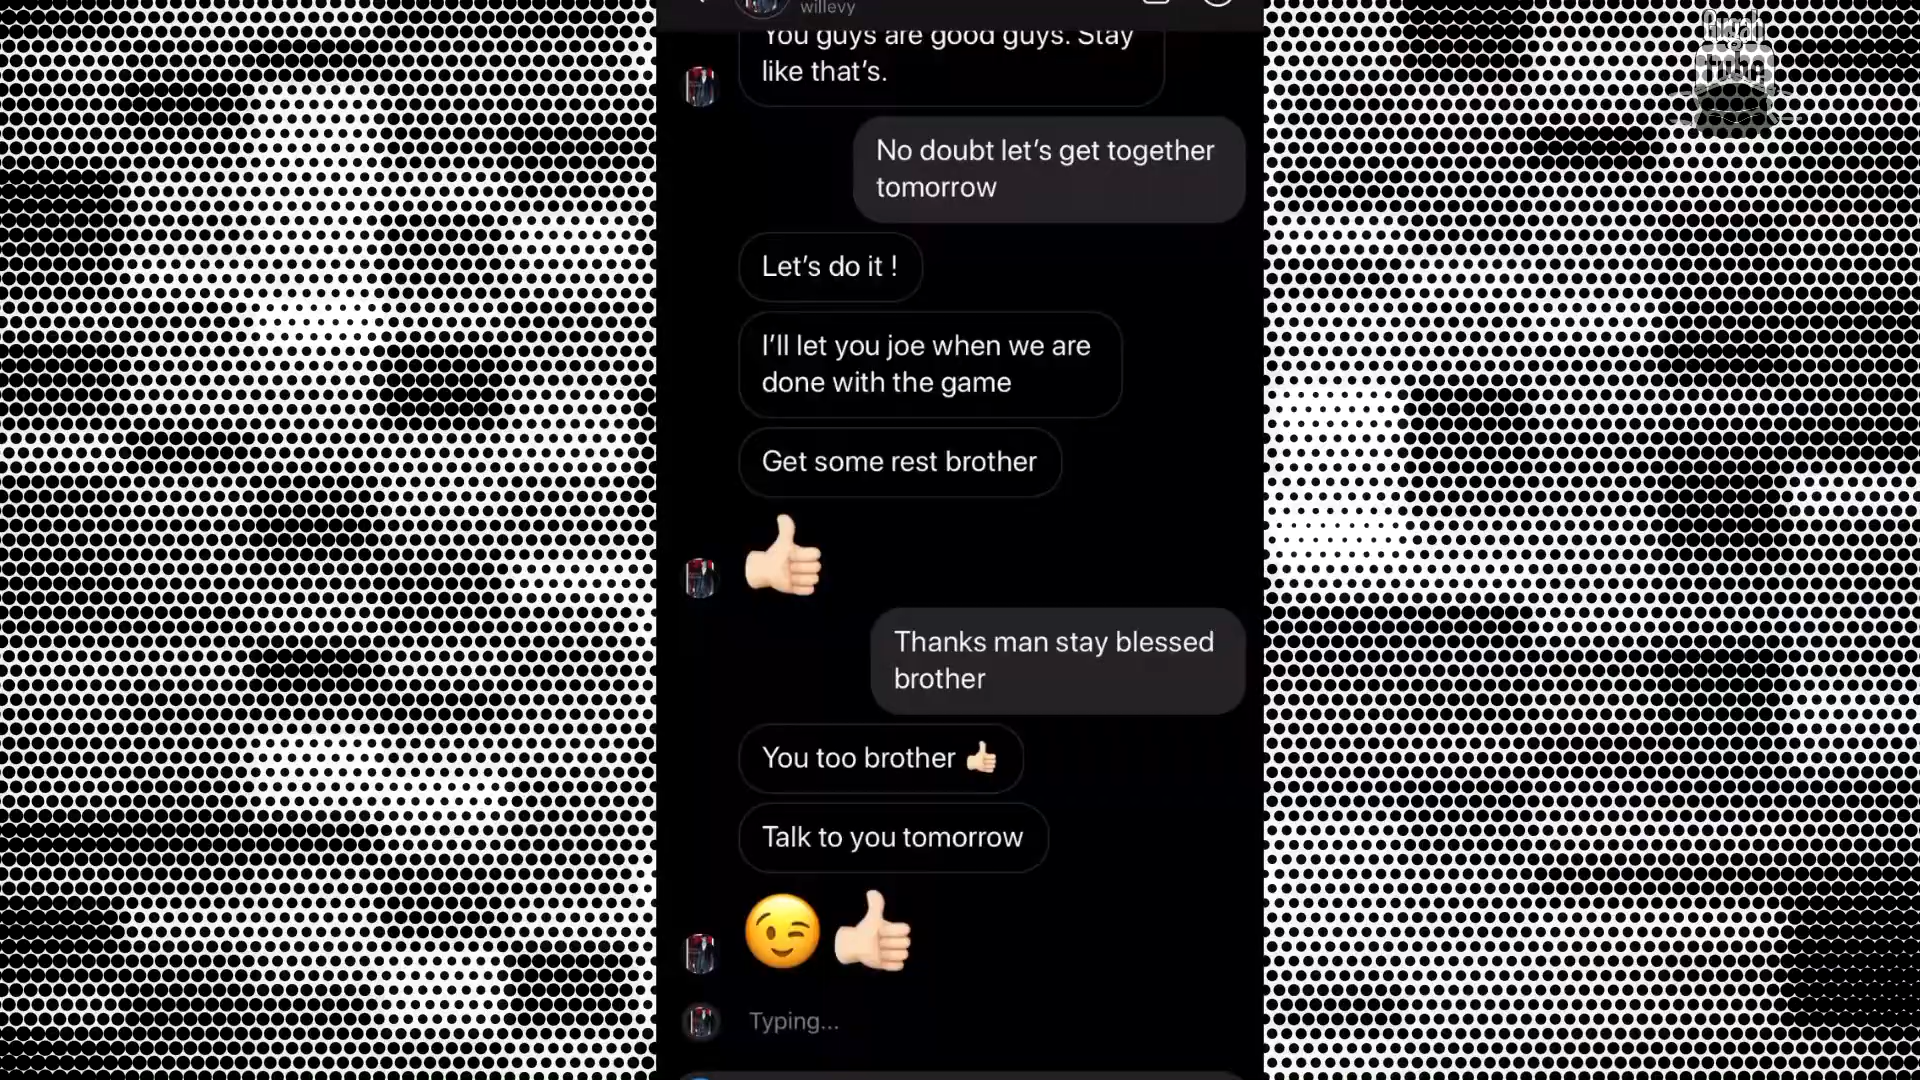 willevy
Gugah
tube
You guys are good guys. Stay
like that’s.
No doubt let’s get together
tomorrow
Let’s do it !
I’ll let you joe when we are
done with the game
Get some rest brother
Thanks man stay blessed
brother
You too brother 👍🏻
Talk to you tomorrow
Typing...